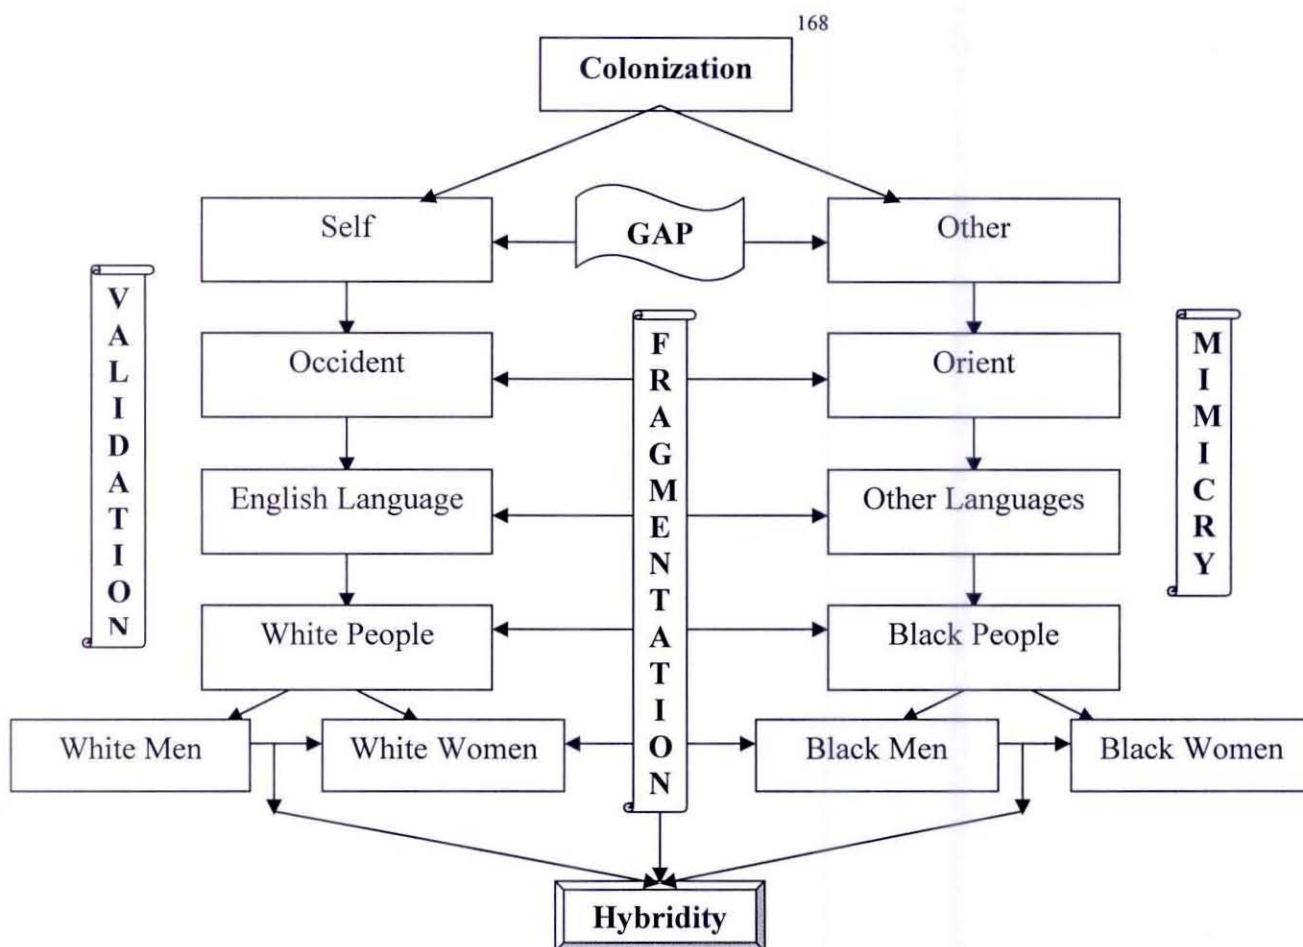 168
Colonization
Self
GAP
Other
VALIDATION
Occident
FRAGMENTATION
Orient
MIMICRY
English Language
Other Languages
White People
Black People
White Men
White Women
Black Men
Black Women
Hybridity